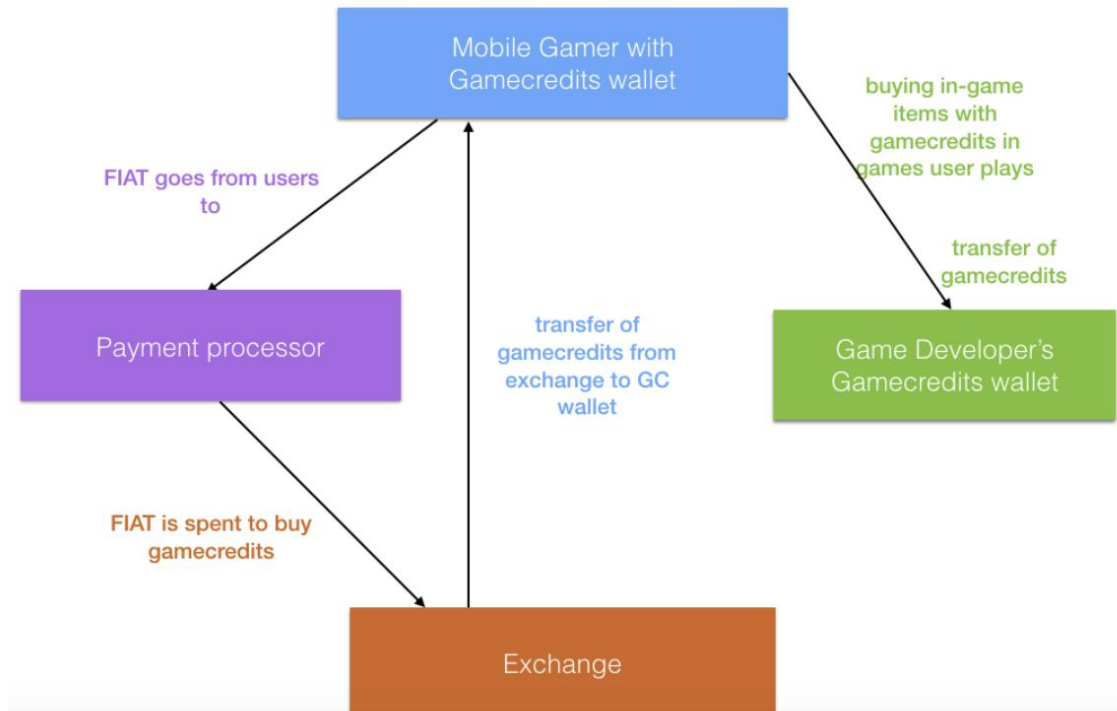 Mobile Gamer with
Gamecredits wallet
buying in-game
items with
gamecredits in
games user plays
FIAT goes from users
to
transfer of
gamecredits
Payment processor
transfer of
gamecredits from
exchange to GC
wallet
Game Developer's
Gamecredits wallet
FIAT is spent to buy
gamecredits
Exchange